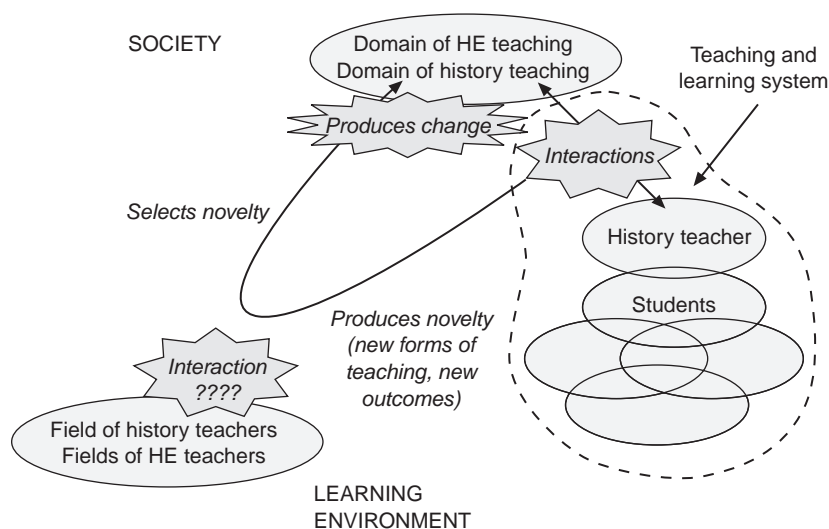 SOCIETY
Domain of HE teaching
Domain of history teaching
Teaching and
learning system
Produces change
Interactions
Selects novelty
History teacher
Students
Produces novelty
(new forms of
teaching, new
outcomes)
Interaction
????
Field of history teachers
Fields of HE teachers
LEARNING
ENVIRONMENT